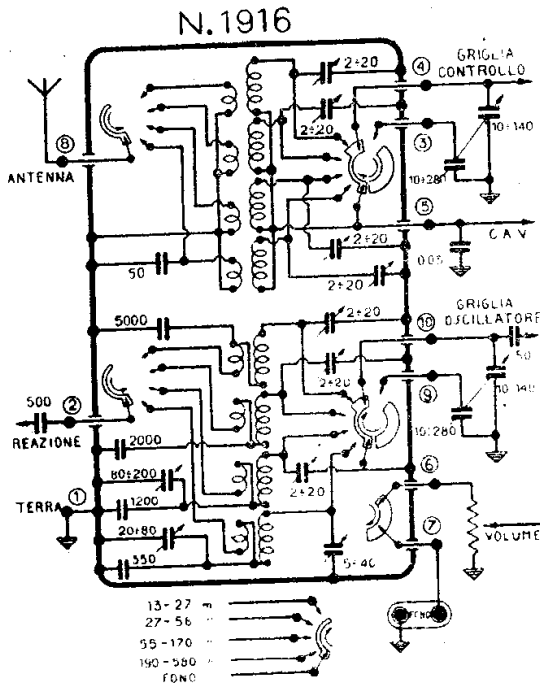 N.1916
GRIGLIA
CONTROLLO
2÷20
④
2÷20
③
10÷140
10÷280
⑧
ANTENNA
⑤
C.A.V.
2÷20
50
2÷20
GRIGLIA
OSCILLATORE
2÷20
⑩
5000
50
2÷20
10÷140
500
②
⑨
REAZIONE
10÷280
2000
80÷200
⑥
2÷20
TERRA
①
1200
⑦
VOLUME
20÷80
5÷40
550
FONO
13-27 m
27-56 "
55-170 "
190-580 "
FONO